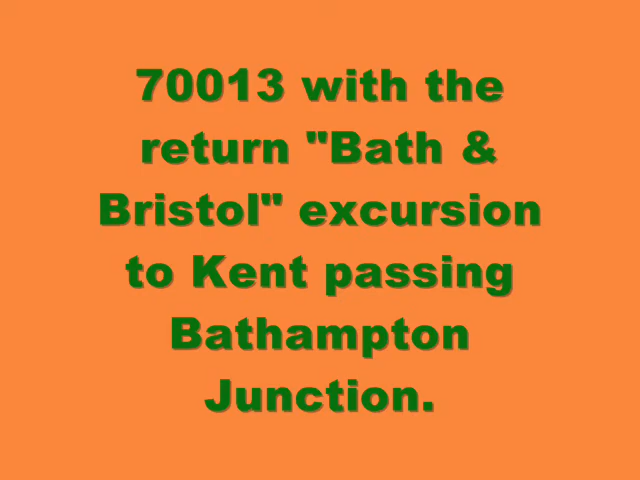 70013 with the
return "Bath &
Bristol" excursion
to Kent passing
Bathampton
Junction.